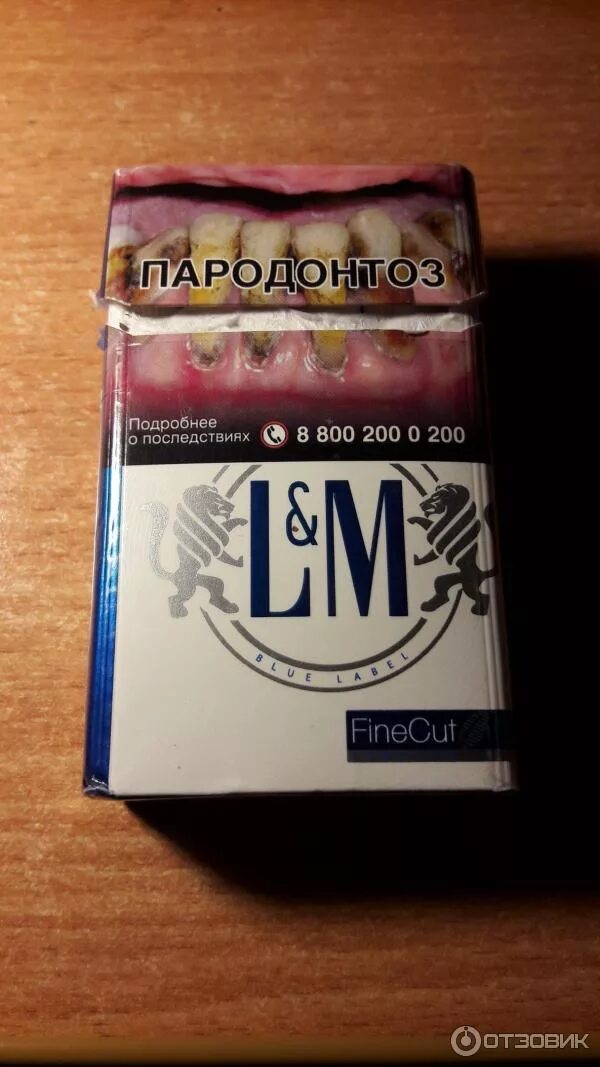 ПАРОДОНТОЗ
Подробнее
о последствиях
8 800 200 0 200
L&M
BLUE LABEL
FineCut
ОТЗОВИК